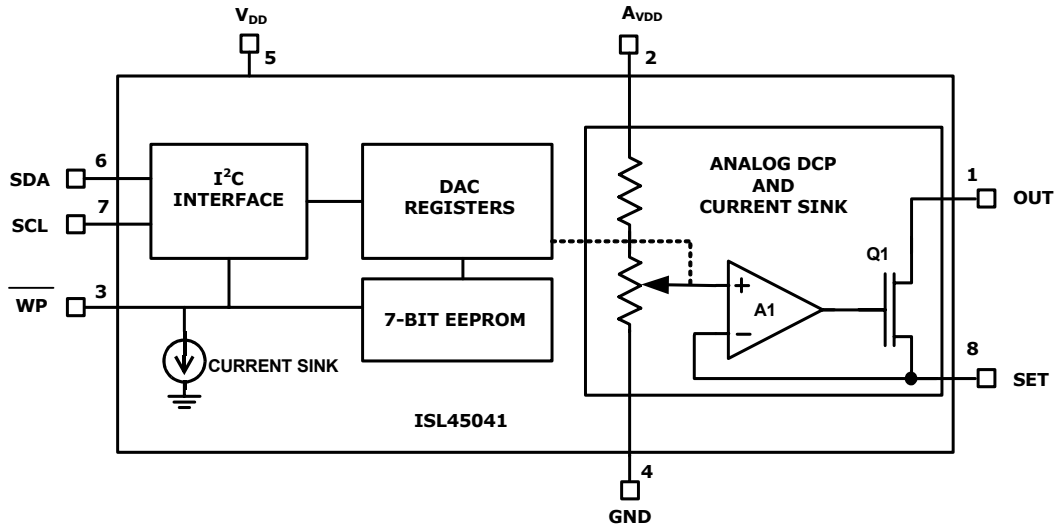 VDD
AVDD
5
2
6
SDA
7
SCL
I²C
INTERFACE
DAC
REGISTERS
ANALOG DCP
AND
CURRENT SINK
1
OUT
Q1
+
A1
−
WP
3
7-BIT EEPROM
CURRENT SINK
8
SET
ISL45041
4
GND